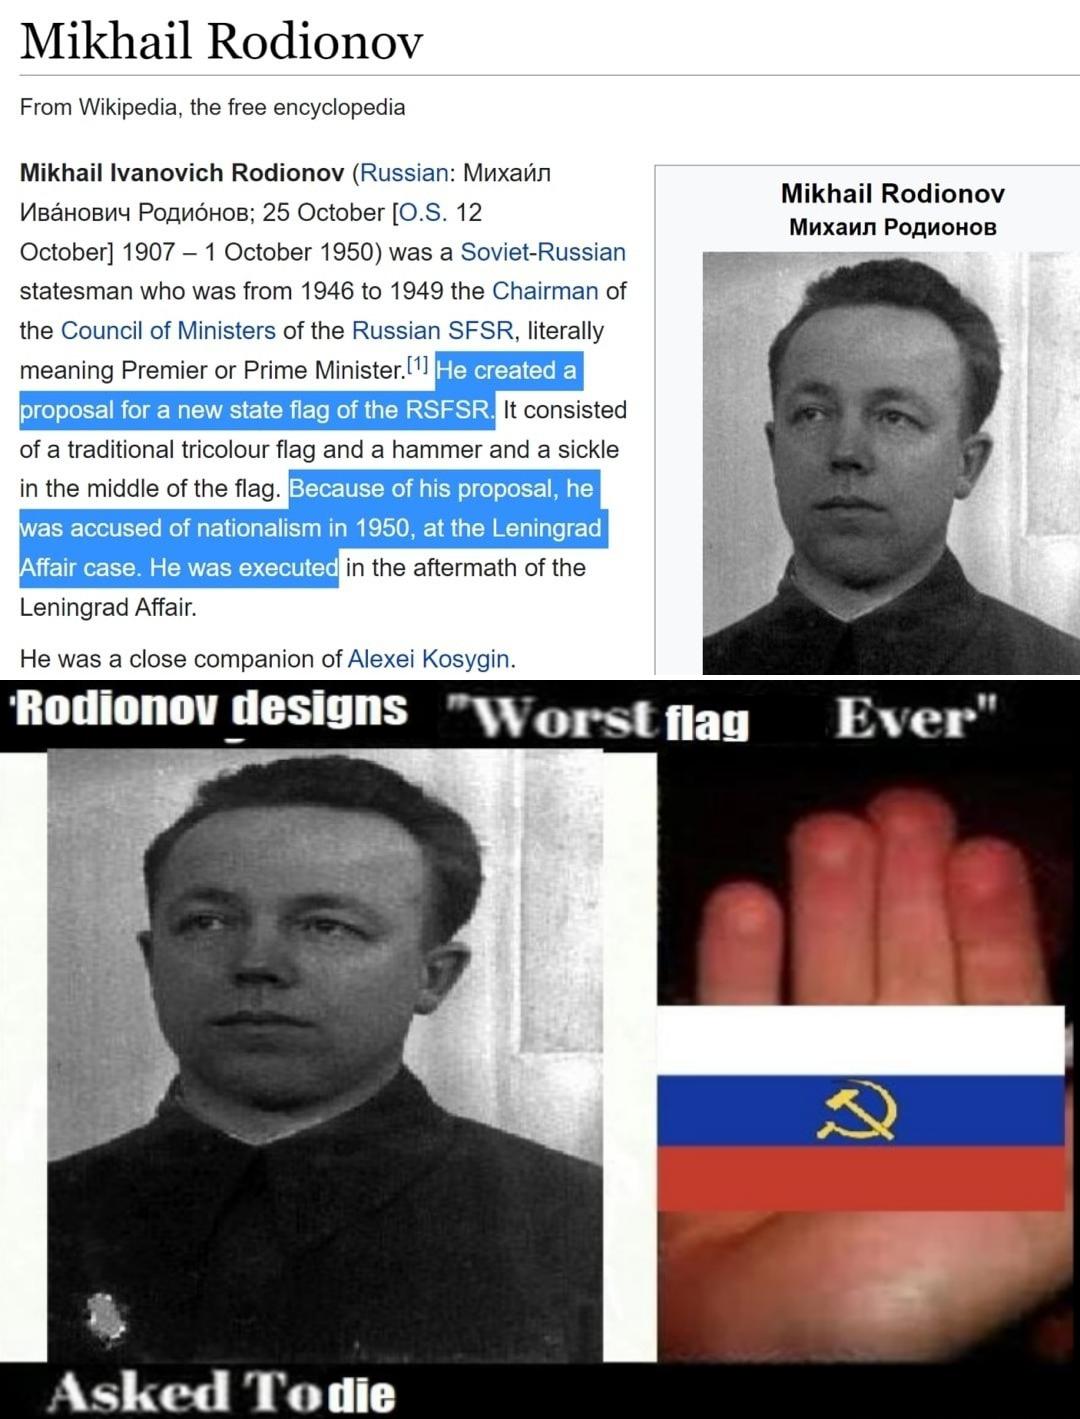 Mikhail Rodionov
From Wikipedia, the free encyclopedia
Mikhail Ivanovich Rodionov (Russian: Михаи́л
Ива́нович Родио́нов; 25 October [O.S. 12
October] 1907 – 1 October 1950) was a Soviet-Russian
statesman who was from 1946 to 1949 the Chairman of
the Council of Ministers of the Russian SFSR, literally
meaning Premier or Prime Minister.[1] He created a
proposal for a new state flag of the RSFSR. It consisted
of a traditional tricolour flag and a hammer and a sickle
in the middle of the flag. Because of his proposal, he
was accused of nationalism in 1950, at the Leningrad
Affair case. He was executed in the aftermath of the
Leningrad Affair.
He was a close companion of Alexei Kosygin.
Mikhail Rodionov
Михаил Родионов
'Rodionov designs "Worst flag Ever"
Asked To die